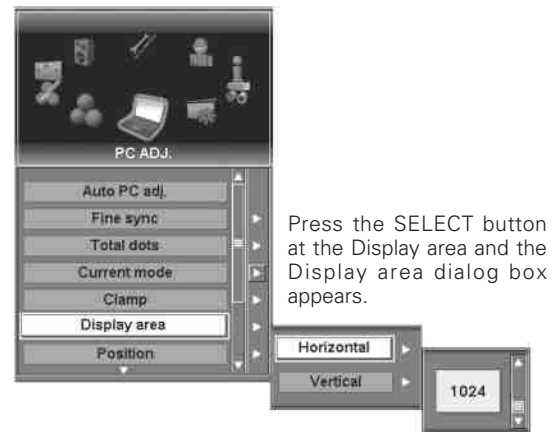 PC ADJ.
Auto PC adj.
Fine sync
Total dots
Current mode
Clamp
Display area
Position
Press the SELECT button
at the Display area and the
Display area dialog box
appears.
Horizontal
Vertical
1024